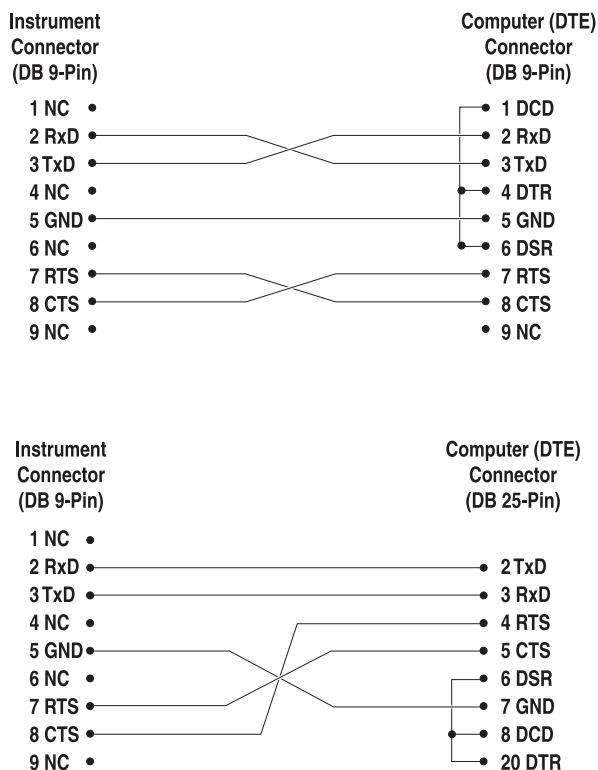 Instrument Connector (DB 9-Pin)
Computer (DTE) Connector (DB 9-Pin)
1 NC
1 DCD
2 RxD
2 RxD
3 TxD
3 TxD
4 NC
4 DTR
5 GND
5 GND
6 NC
6 DSR
7 RTS
7 RTS
8 CTS
8 CTS
9 NC
9 NC
Instrument Connector (DB 9-Pin)
Computer (DTE) Connector (DB 25-Pin)
1 NC
2 RxD
2 TxD
3 TxD
3 RxD
4 NC
4 RTS
5 GND
5 CTS
6 NC
6 DSR
7 RTS
7 GND
8 CTS
8 DCD
9 NC
20 DTR